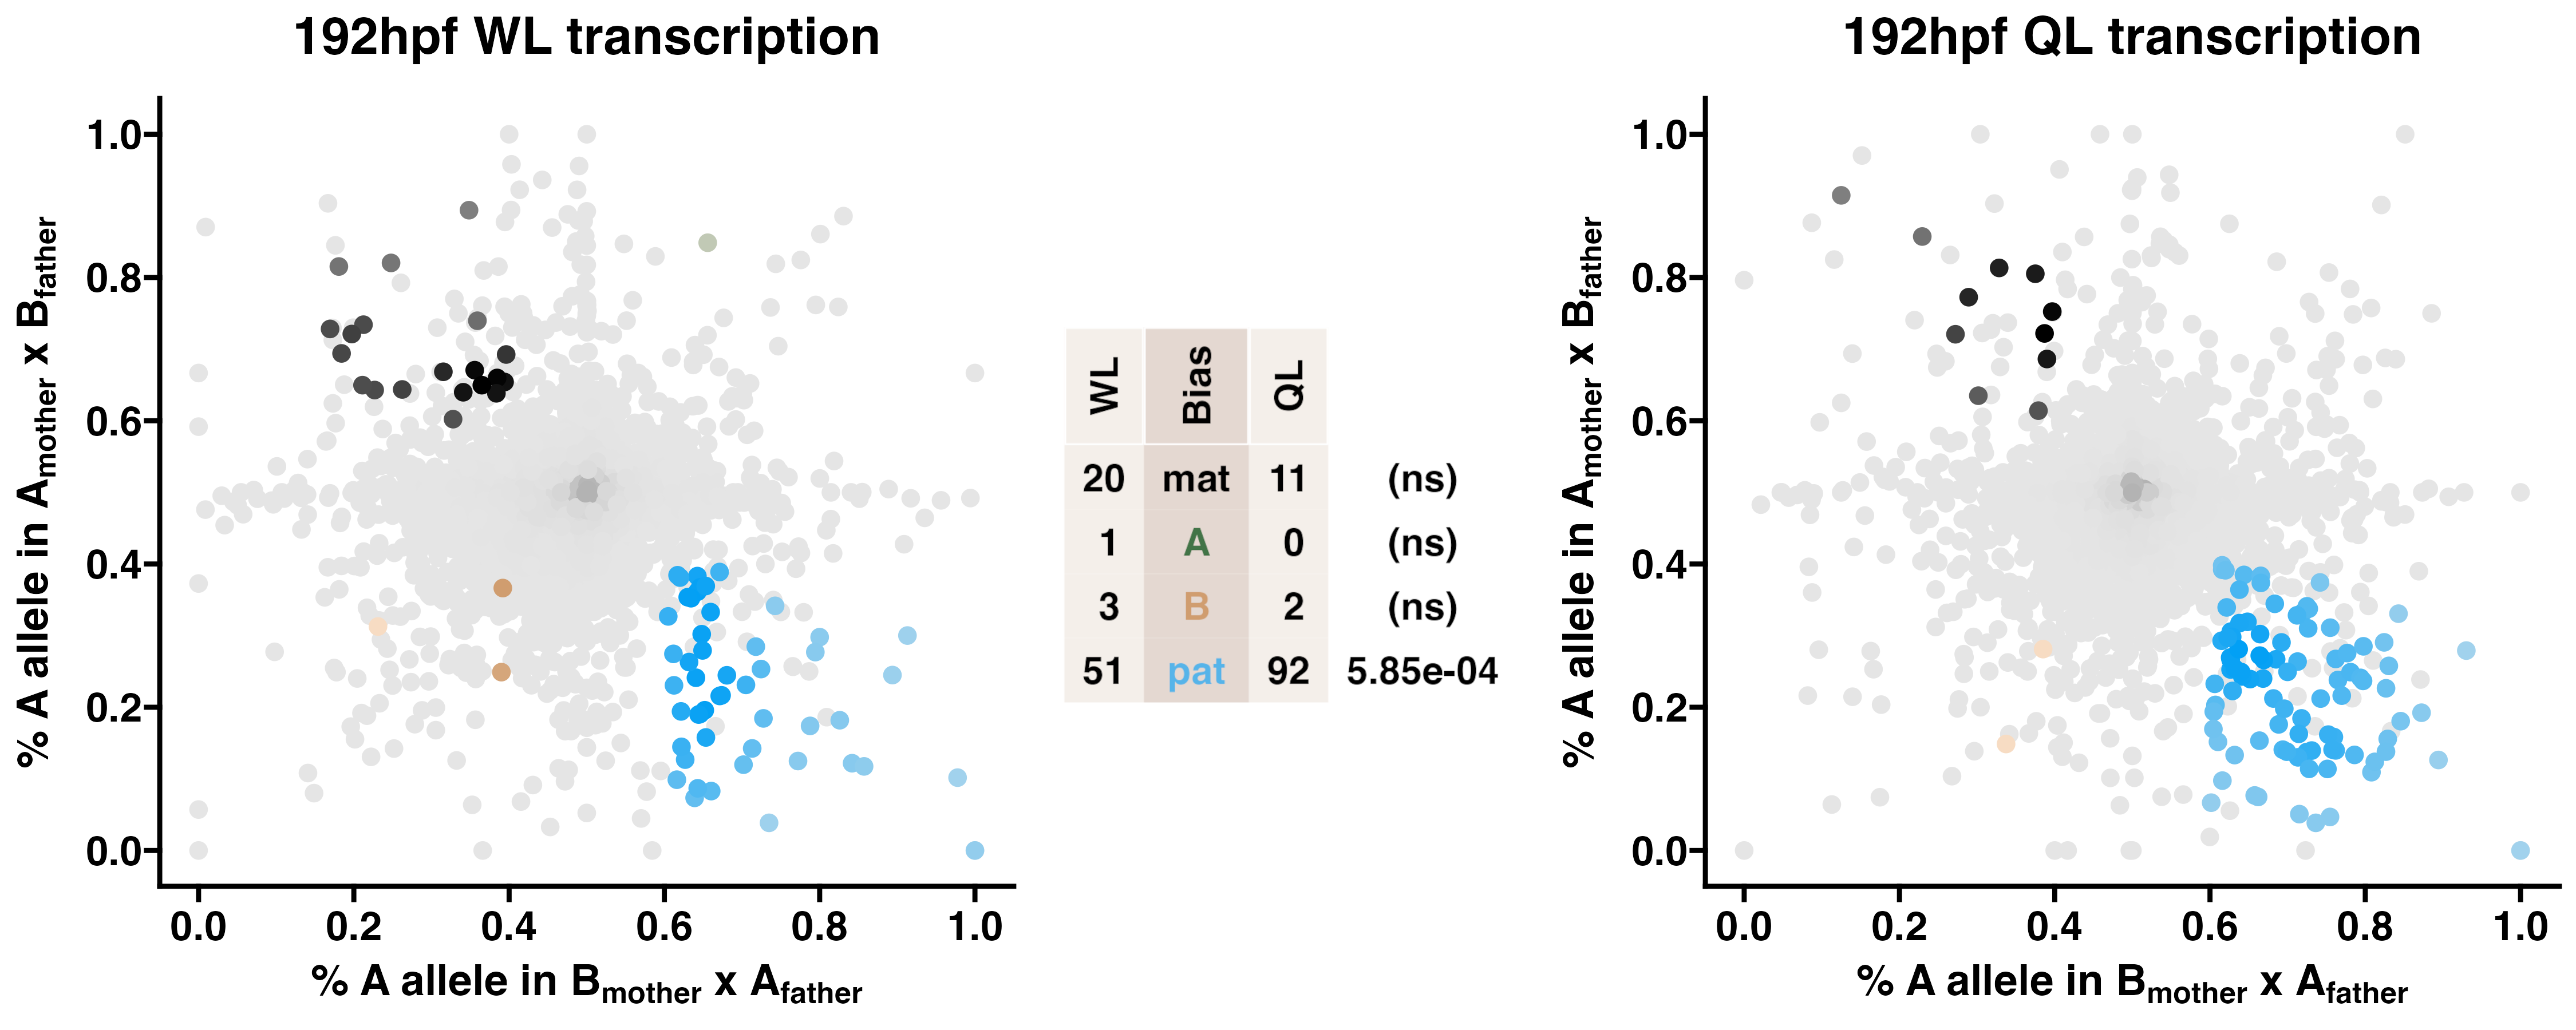 192hpf WL transcription
% A allele in Amother x Bfather
1.0
0.8
0.6
0.4
0.2
0.0
0.0 0.2 0.4 0.6 0.8 1.0
% A allele in Bmother x Afather
WL Bias QL
20 mat 11 (ns)
1 A 0 (ns)
3 B 2 (ns)
51 pat 92 5.85e-04
192hpf QL transcription
% A allele in Amother x Bfather
1.0
0.8
0.6
0.4
0.2
0.0
0.0 0.2 0.4 0.6 0.8 1.0
% A allele in Bmother x Afather